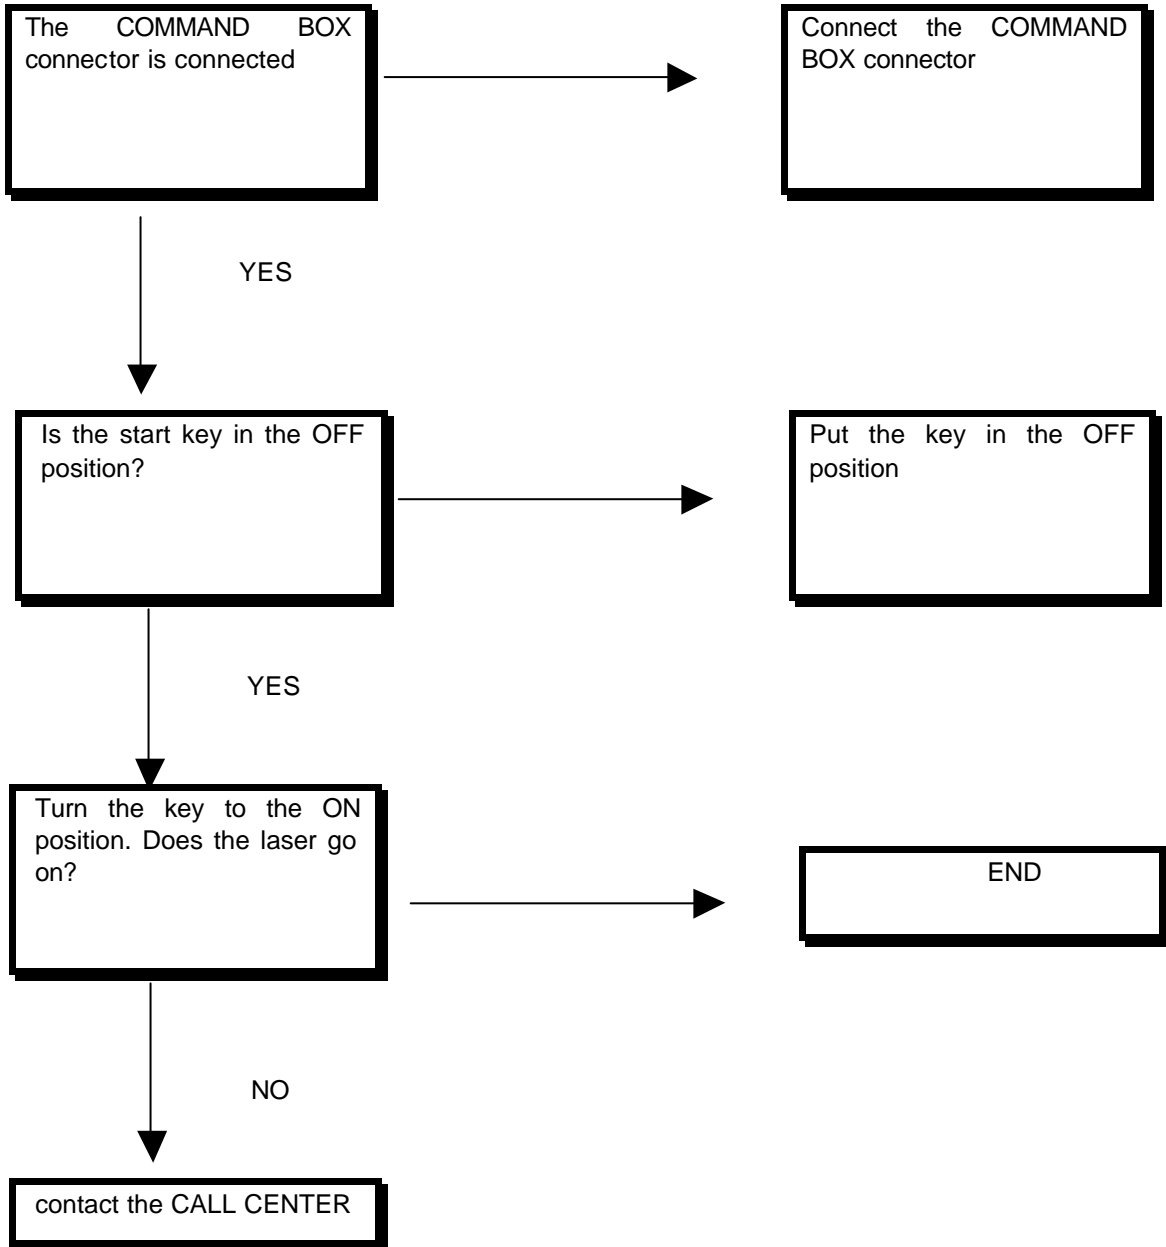 The COMMAND BOX
connector is connected
Connect the COMMAND
BOX connector
YES
Is the start key in the OFF
position?
Put the key in the OFF
position
YES
Turn the key to the ON
position. Does the laser go
on?
END
NO
contact the CALL CENTER